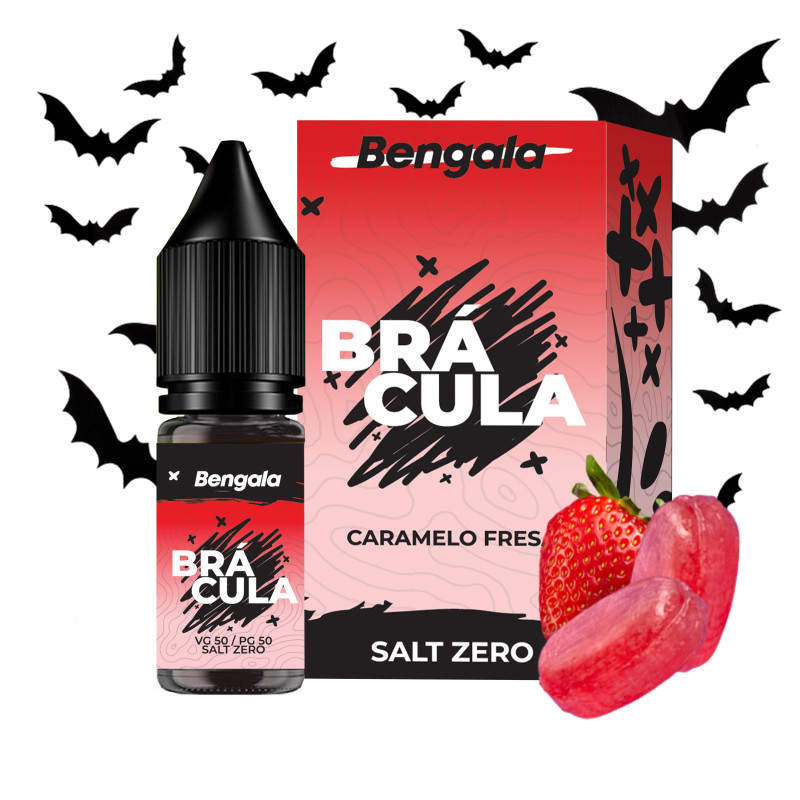 Bengala
BRÁ
CULA
CARAMELO FRES
SALT ZERO
Bengala
BRÁ
CULA
VG 50 / PG 50
SALT ZERO